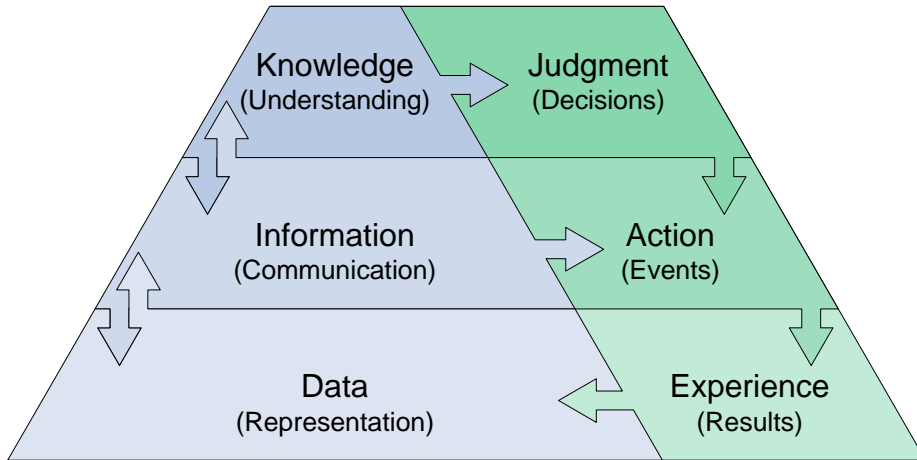 Knowledge
(Understanding)
Judgment
(Decisions)
Information
(Communication)
Action
(Events)
Data
(Representation)
Experience
(Results)